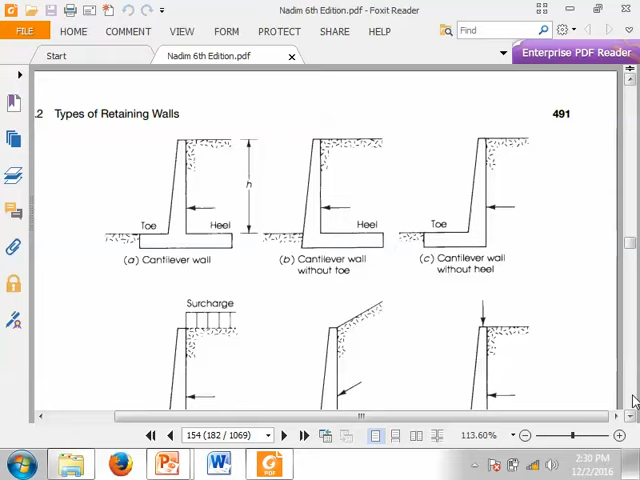 Nadim 6th Edition.pdf - Foxit Reader
FILE HOME COMMENT VIEW FORM PROTECT SHARE HELP Find
Start Nadim 6th Edition.pdf Enterprise PDF Reader
.2 Types of Retaining Walls 491
h
Toe Heel Heel Toe
(a) Cantilever wall (b) Cantilever wall without toe (c) Cantilever wall without heel
Surcharge
154 (182 / 1069) 113.60%
2:30 PM
12/2/2016